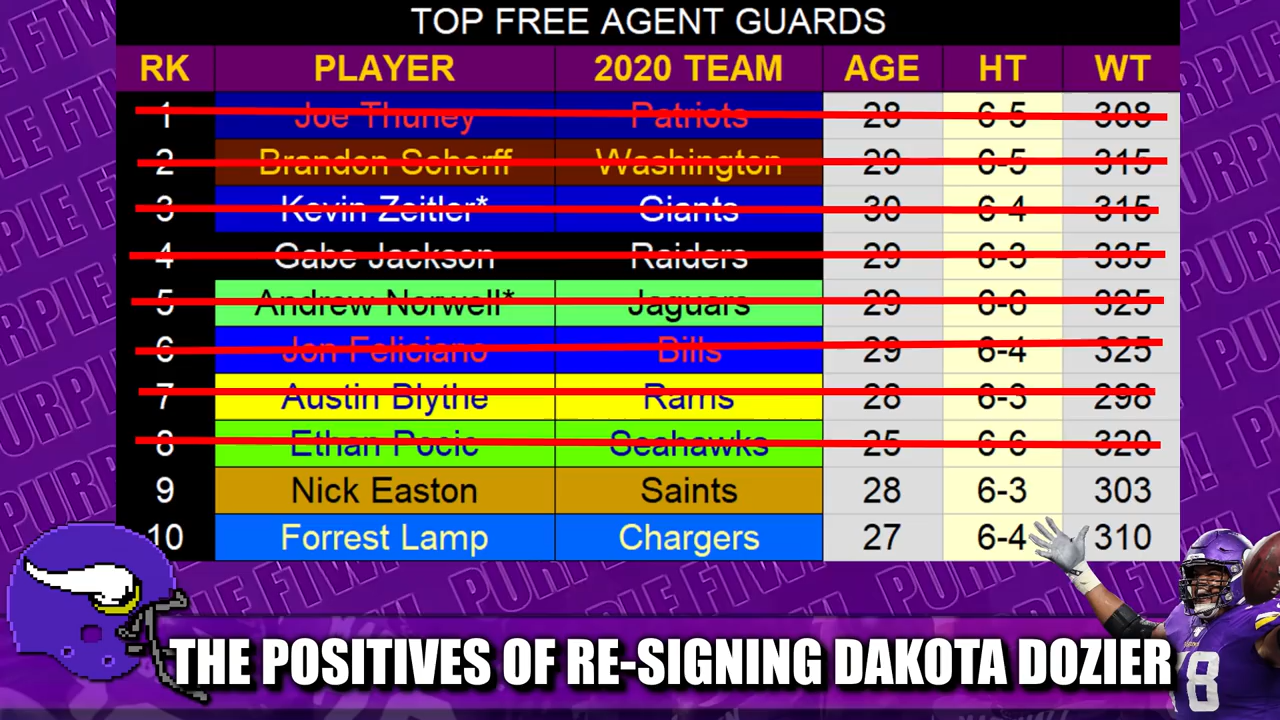 TOP FREE AGENT GUARDS
RK PLAYER 2020 TEAM AGE HT WT
1 Joe Thuney Patriots 28 6-5 308
2 Brandon Scherff Washington 29 6-5 315
3 Kevin Zeitler* Giants 30 6-4 315
4 Gabe Jackson Raiders 29 6-3 335
5 Andrew Norwell* Jaguars 29 6-6 325
6 Jon Feliciano Bills 29 6-4 325
7 Austin Blythe Rams 28 6-3 298
8 Ethan Pocic Seahawks 25 6-6 320
9 Nick Easton Saints 28 6-3 303
10 Forrest Lamp Chargers 27 6-4 310
THE POSITIVES OF RE-SIGNING DAKOTA DOZIER
78
PURPLE FTW!